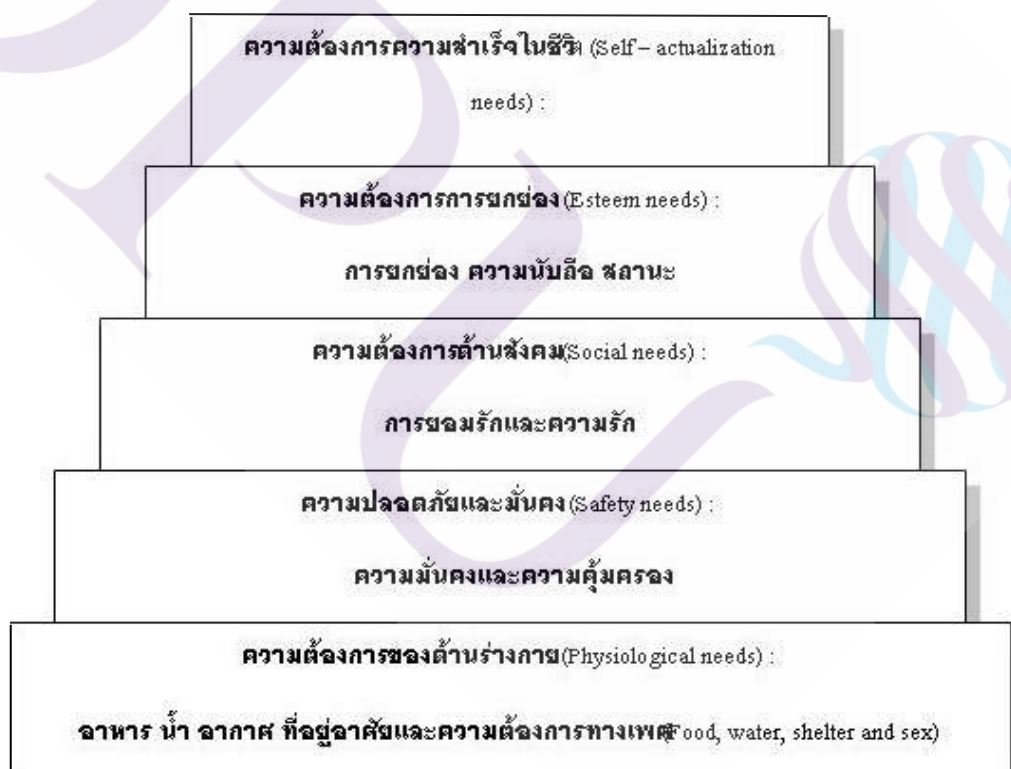 ความต้องการความสำเร็จในชีวิต (Self – actualization
needs) :
ความต้องการการยกย่อง(Esteem needs) :
การยกย่อง ความนับถือ สถานะ
ความต้องการด้านสังคม(Social needs) :
การยอมรักและความรัก
ความปลอดภัยและมั่นคง(Safety needs) :
ความมั่นคงและความคุ้มครอง
ความต้องการของด้านร่างกาย(Physiological needs) :
อาหาร น้ำ อากาศ ที่อยู่อาศัยและความต้องการทางเพศ(Food, water, shelter and sex)